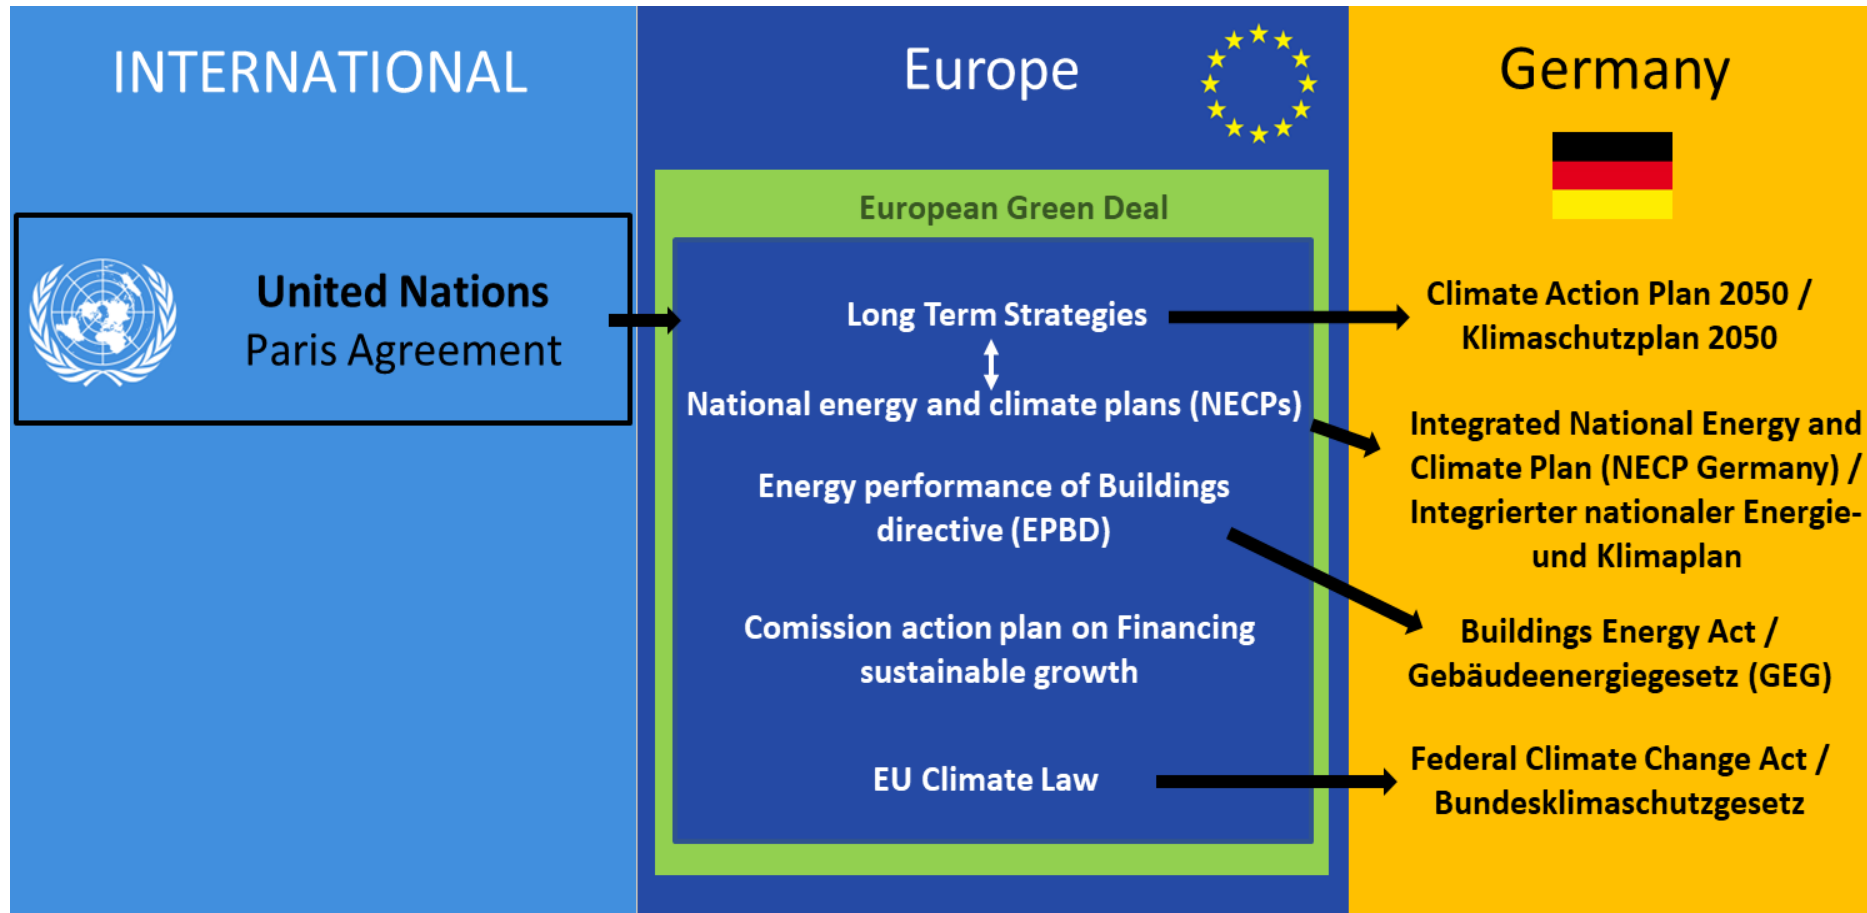 INTERNATIONAL
United Nations
Paris Agreement
Europe
European Green Deal
Long Term Strategies
National energy and climate plans (NECPs)
Energy performance of Buildings
directive (EPBD)
Comission action plan on Financing
sustainable growth
EU Climate Law
Germany
Climate Action Plan 2050 /
Klimaschutzplan 2050
Integrated National Energy and
Climate Plan (NECP Germany) /
Integrierter nationaler Energie-
und Klimaplan
Buildings Energy Act /
Gebäudeenergiegesetz (GEG)
Federal Climate Change Act /
Bundesklimaschutzgesetz